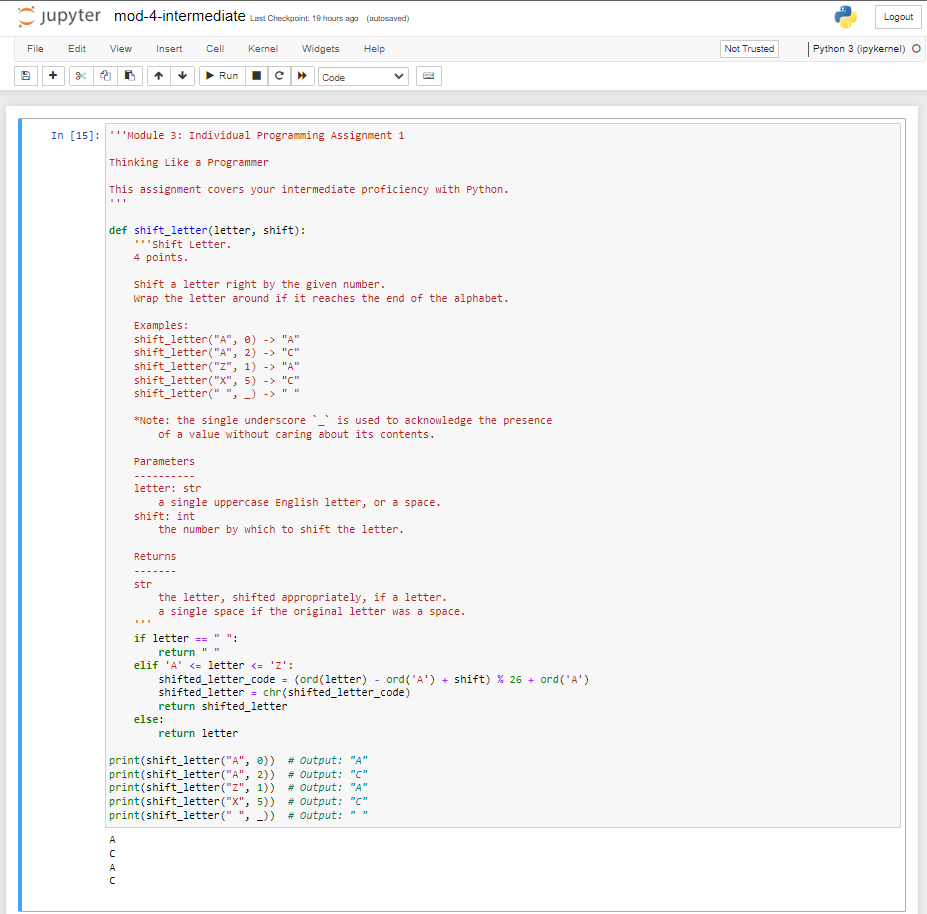 jupyter mod-4-intermediate Last Checkpoint: 19 hours ago (autosaved) Logout
File Edit View Insert Cell Kernel Widgets Help Not Trusted Python 3 (ipykernel)
Run Code
In [15]: '''Module 3: Individual Programming Assignment 1
Thinking Like a Programmer
This assignment covers your intermediate proficiency with Python.
'''
def shift_letter(letter, shift):
    '''Shift Letter.
    4 points.
    Shift a letter right by the given number.
    Wrap the letter around if it reaches the end of the alphabet.
    Examples:
    shift_letter("A", 0) -> "A"
    shift_letter("A", 2) -> "C"
    shift_letter("Z", 1) -> "A"
    shift_letter("X", 5) -> "C"
    shift_letter(" ", _) -> " "
    *Note: the single underscore `_` is used to acknowledge the presence
        of a value without caring about its contents.
    Parameters
    ----------
    letter: str
        a single uppercase English letter, or a space.
    shift: int
        the number by which to shift the letter.
    Returns
    -------
    str
        the letter, shifted appropriately, if a letter.
        a single space if the original letter was a space.
    '''
    if letter == " ":
        return " "
    elif 'A' <= letter <= 'Z':
        shifted_letter_code = (ord(letter) - ord('A') + shift) % 26 + ord('A')
        shifted_letter = chr(shifted_letter_code)
        return shifted_letter
    else:
        return letter
print(shift_letter("A", 0))  # Output: "A"
print(shift_letter("A", 2))  # Output: "C"
print(shift_letter("Z", 1))  # Output: "A"
print(shift_letter("X", 5))  # Output: "C"
print(shift_letter(" ", _))  # Output: " "
A
C
A
C